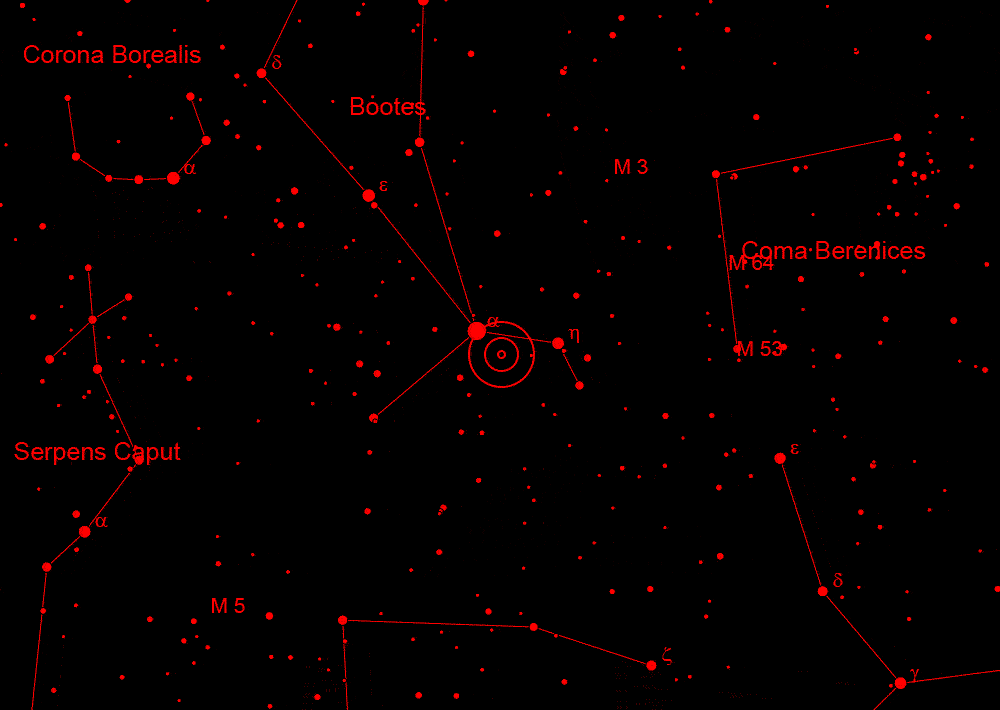 Corona Borealis
δ
Bootes
α
M 3
ε
Coma Berenices
M 64
α
η
M 53
Serpens Caput
ε
α
δ
M 5
ζ
γ